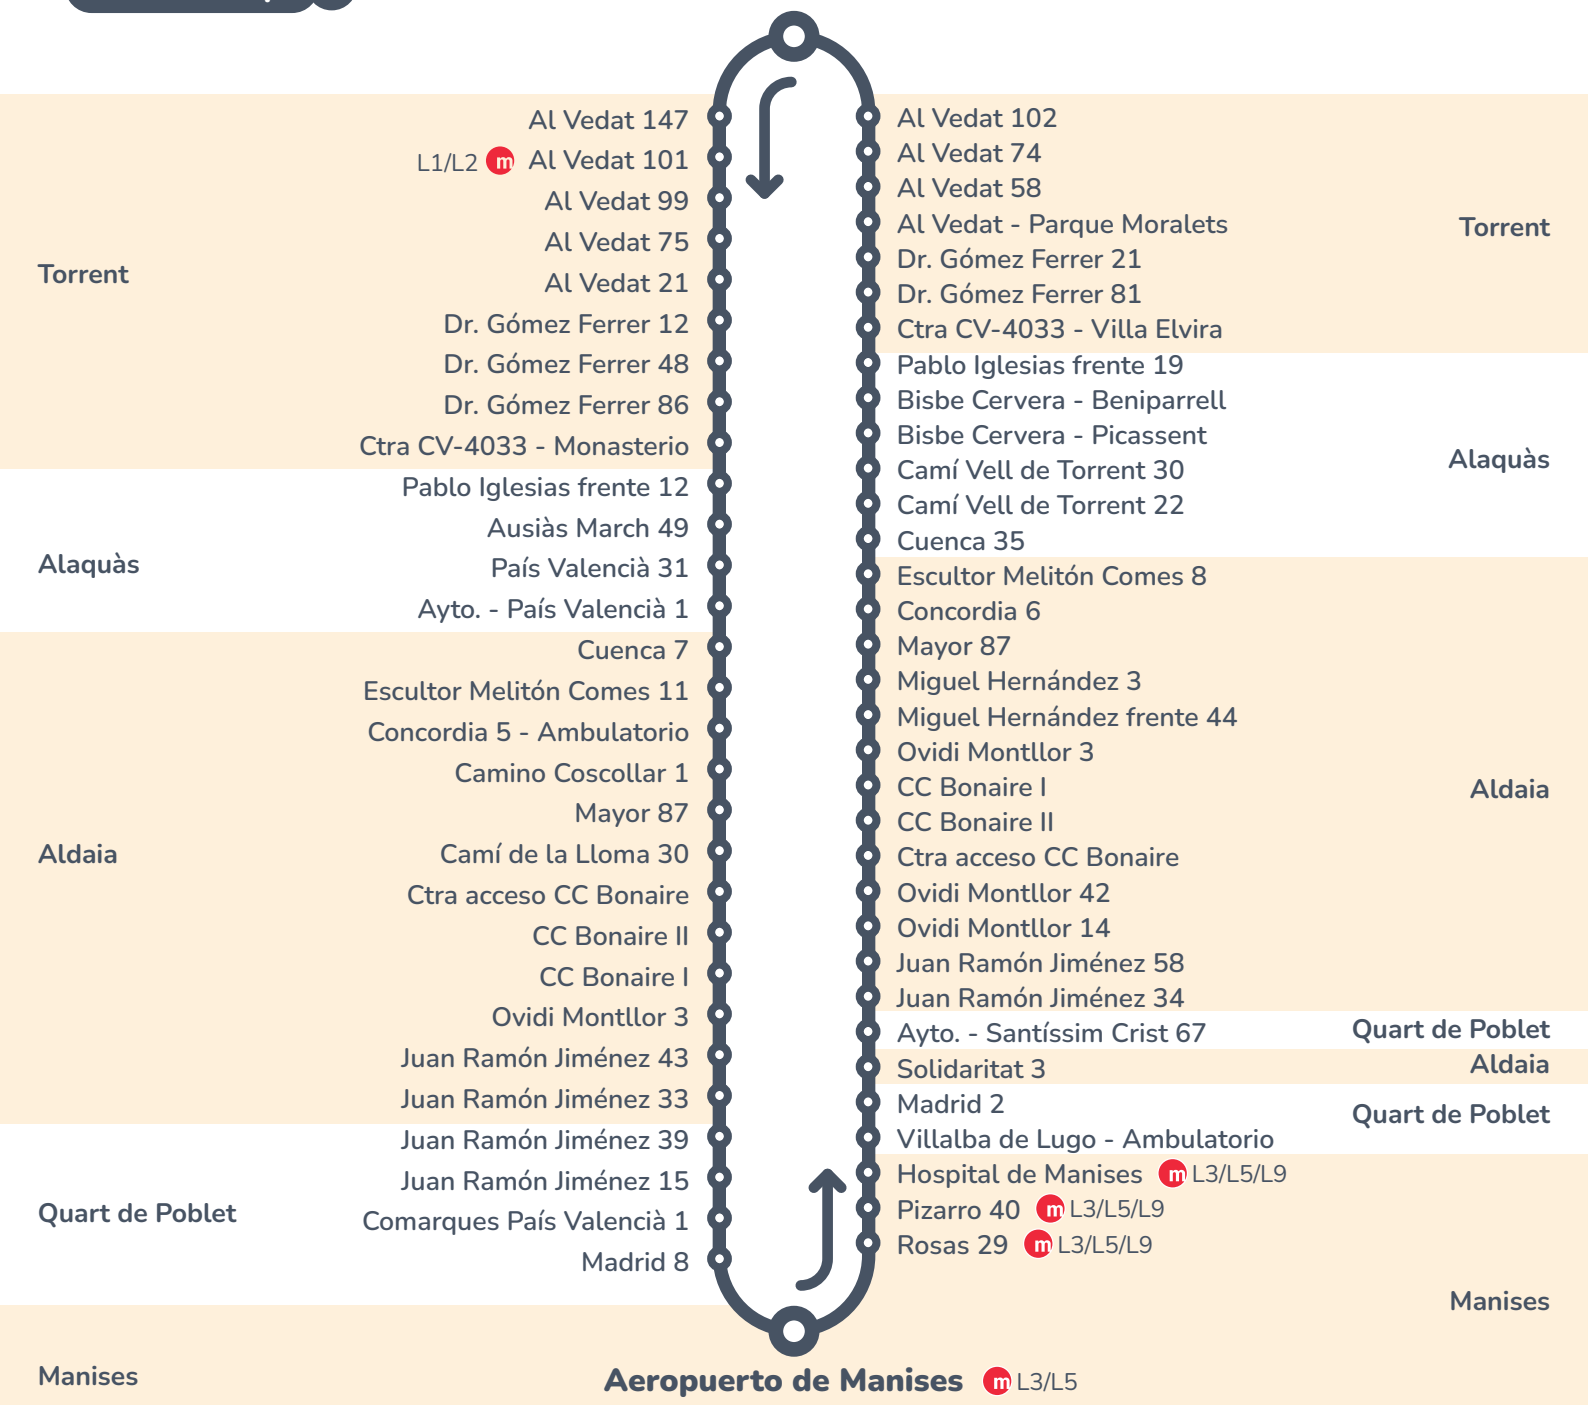 Al Vedat 147
L1/L2 m Al Vedat 101
Al Vedat 99
Al Vedat 75
Al Vedat 21
Torrent
Dr. Gómez Ferrer 12
Dr. Gómez Ferrer 48
Dr. Gómez Ferrer 86
Ctra CV-4033 - Monasterio
Pablo Iglesias frente 12
Ausiàs March 49
Alaquàs
País Valencià 31
Ayto. - País Valencià 1
Cuenca 7
Escultor Melitón Comes 11
Concordia 5 - Ambulatorio
Camino Coscollar 1
Mayor 87
Aldaia
Camí de la Lloma 30
Ctra acceso CC Bonaire
CC Bonaire II
CC Bonaire I
Ovidi Montllor 3
Juan Ramón Jiménez 43
Juan Ramón Jiménez 33
Juan Ramón Jiménez 39
Juan Ramón Jiménez 15
Quart de Poblet
Comarques País Valencià 1
Madrid 8
Manises
Al Vedat 102
Al Vedat 74
Al Vedat 58
Al Vedat - Parque Moralets
Torrent
Dr. Gómez Ferrer 21
Dr. Gómez Ferrer 81
Ctra CV-4033 - Villa Elvira
Pablo Iglesias frente 19
Bisbe Cervera - Beniparrell
Bisbe Cervera - Picassent
Alaquàs
Camí Vell de Torrent 30
Camí Vell de Torrent 22
Cuenca 35
Escultor Melitón Comes 8
Concordia 6
Mayor 87
Miguel Hernández 3
Miguel Hernández frente 44
Ovidi Montllor 3
CC Bonaire I
Aldaia
CC Bonaire II
Ctra acceso CC Bonaire
Ovidi Montllor 42
Ovidi Montllor 14
Juan Ramón Jiménez 58
Juan Ramón Jiménez 34
Ayto. - Santíssim Crist 67
Quart de Poblet
Solidaritat 3
Aldaia
Madrid 2
Quart de Poblet
Villalba de Lugo - Ambulatorio
Hospital de Manises m L3/L5/L9
Pizarro 40 m L3/L5/L9
Rosas 29 m L3/L5/L9
Manises
Aeropuerto de Manises m L3/L5